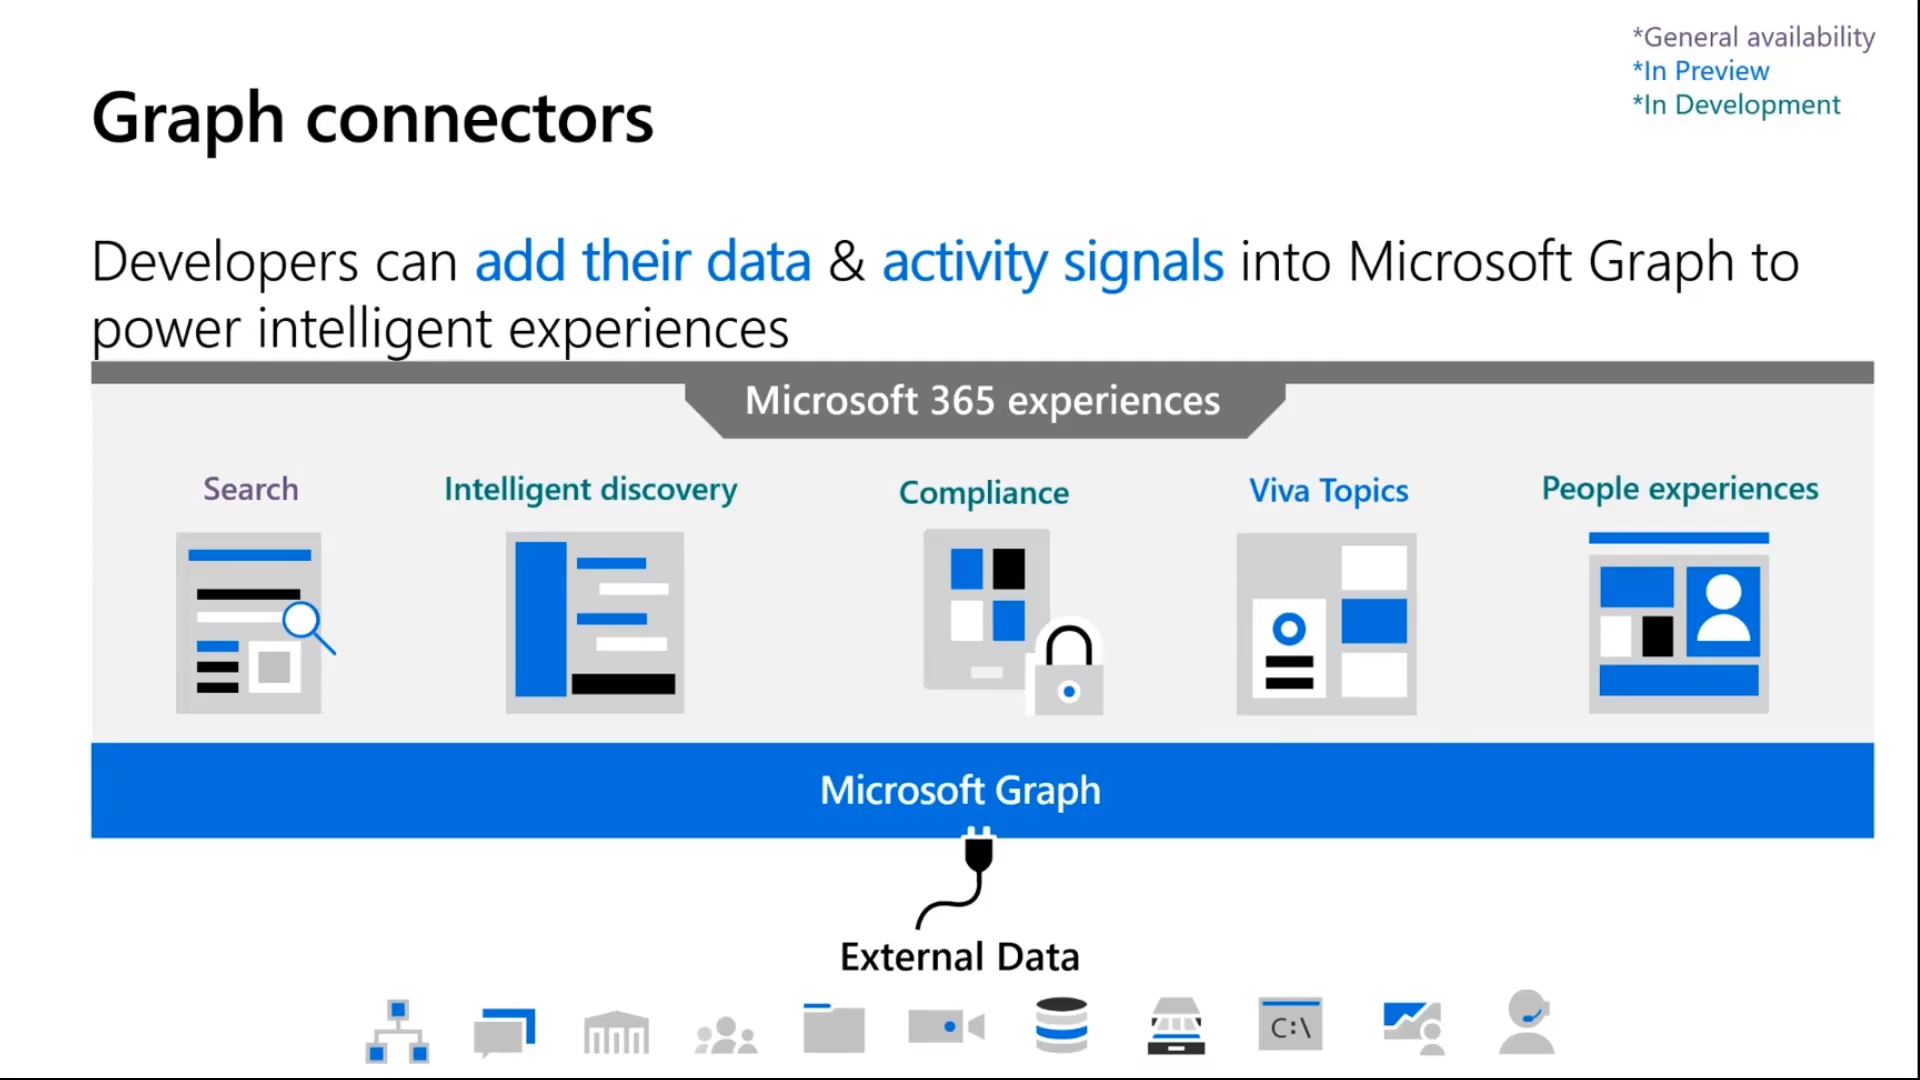 *General availability
*In Preview
*In Development
Graph connectors
Developers can add their data & activity signals into Microsoft Graph to
power intelligent experiences
Microsoft 365 experiences
Search
Intelligent discovery
Compliance
Viva Topics
People experiences
Microsoft Graph
External Data
C:\